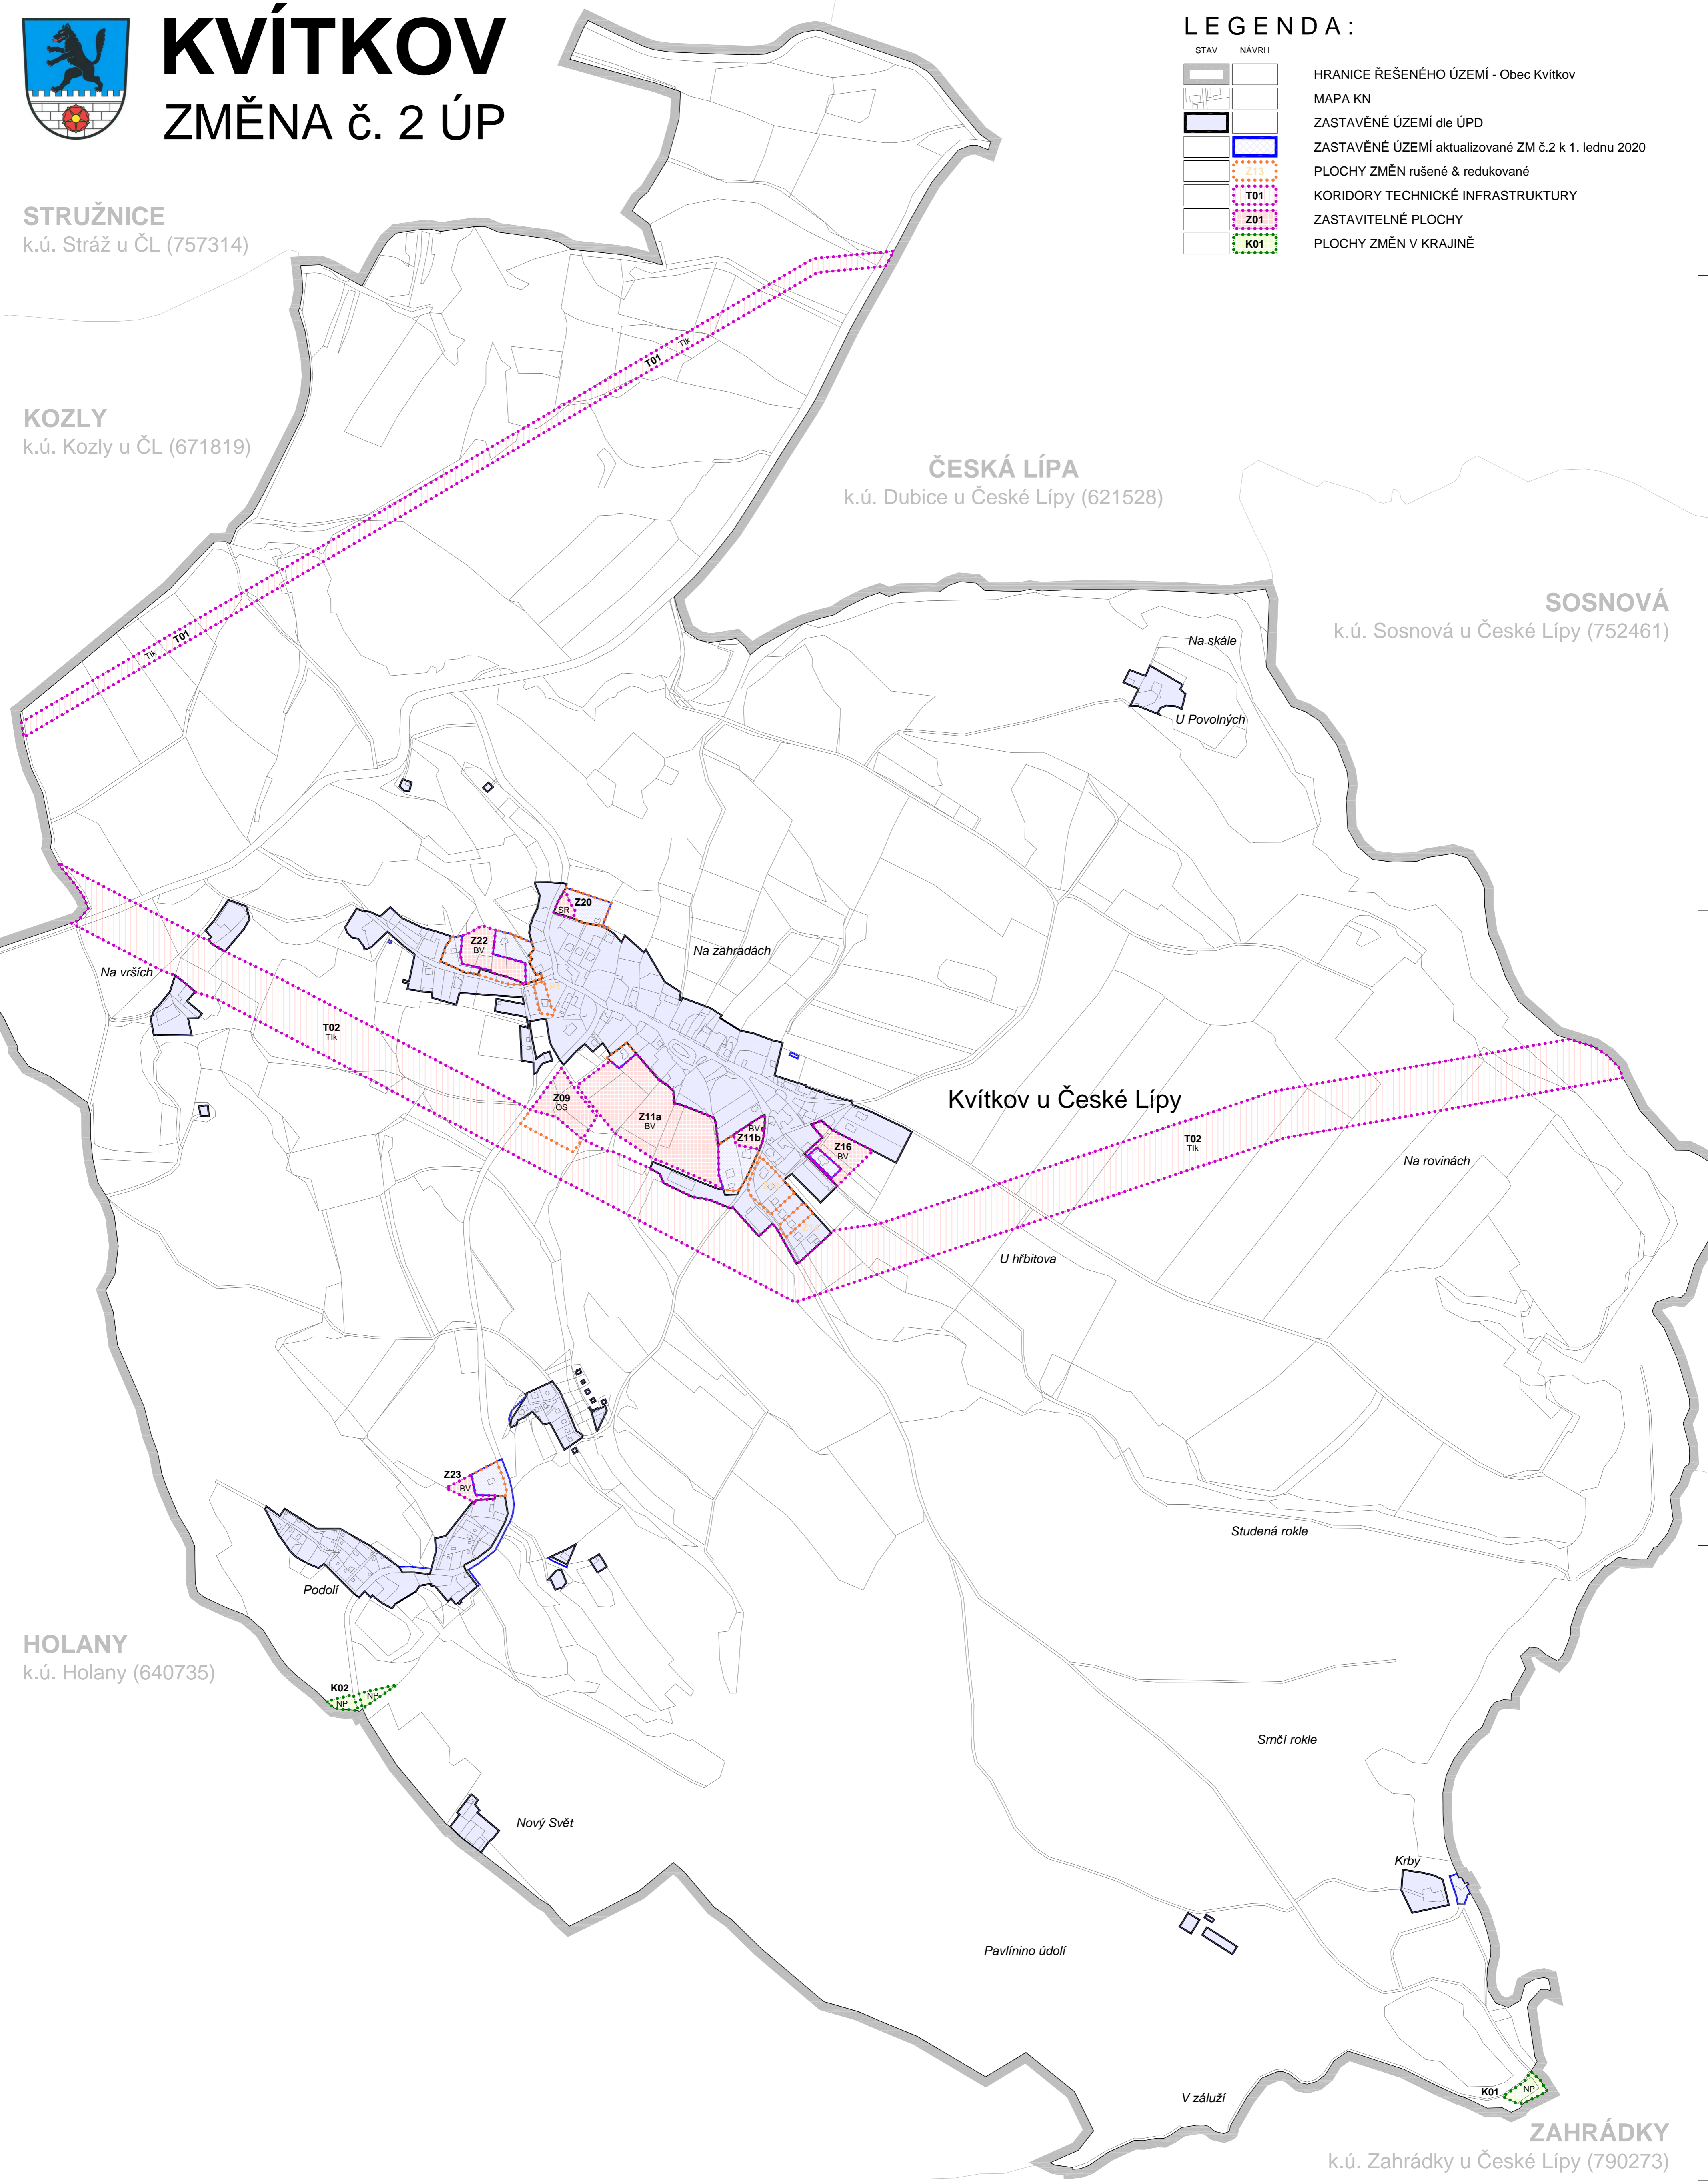 KVÍTKOV
ZMĚNA č. 2 ÚP
LEGENDA:
STAV NÁVRH
HRANICE ŘEŠENÉHO ÚZEMÍ - Obec Kvítkov
MAPA KN
ZASTAVĚNÉ ÚZEMÍ dle ÚPD
ZASTAVĚNÉ ÚZEMÍ aktualizované ZM č.2 k 1. lednu 2020
Z13 PLOCHY ZMĚN rušené & redukované
T01 KORIDORY TECHNICKÉ INFRASTRUKTURY
Z01 ZASTAVITELNÉ PLOCHY
K01 PLOCHY ZMĚN V KRAJINĚ
STRUŽNICE
k.ú. Stráž u ČL (757314)
T01 TIk
KOZLY
k.ú. Kozly u ČL (671819)
ČESKÁ LÍPA
k.ú. Dubice u České Lípy (621528)
SOSNOVÁ
k.ú. Sosnová u České Lípy (752461)
TIk T01
Na skále
U Povolných
Z20
SR
Z22
BV
Na zahradách
Na vrších
T02
TIk
Z09
OS
Z11a
BV
BV
Z11b
Z16
BV
Kvítkov u České Lípy
T02
TIk
Na rovinách
U hřbitova
Z23
BV
Studená rokle
Podolí
HOLANY
k.ú. Holany (640735)
K02
NP NP
Srnčí rokle
Nový Svět
Krby
Pavlínino údolí
V záluží
K01
NP
ZAHRÁDKY
k.ú. Zahrádky u České Lípy (790273)